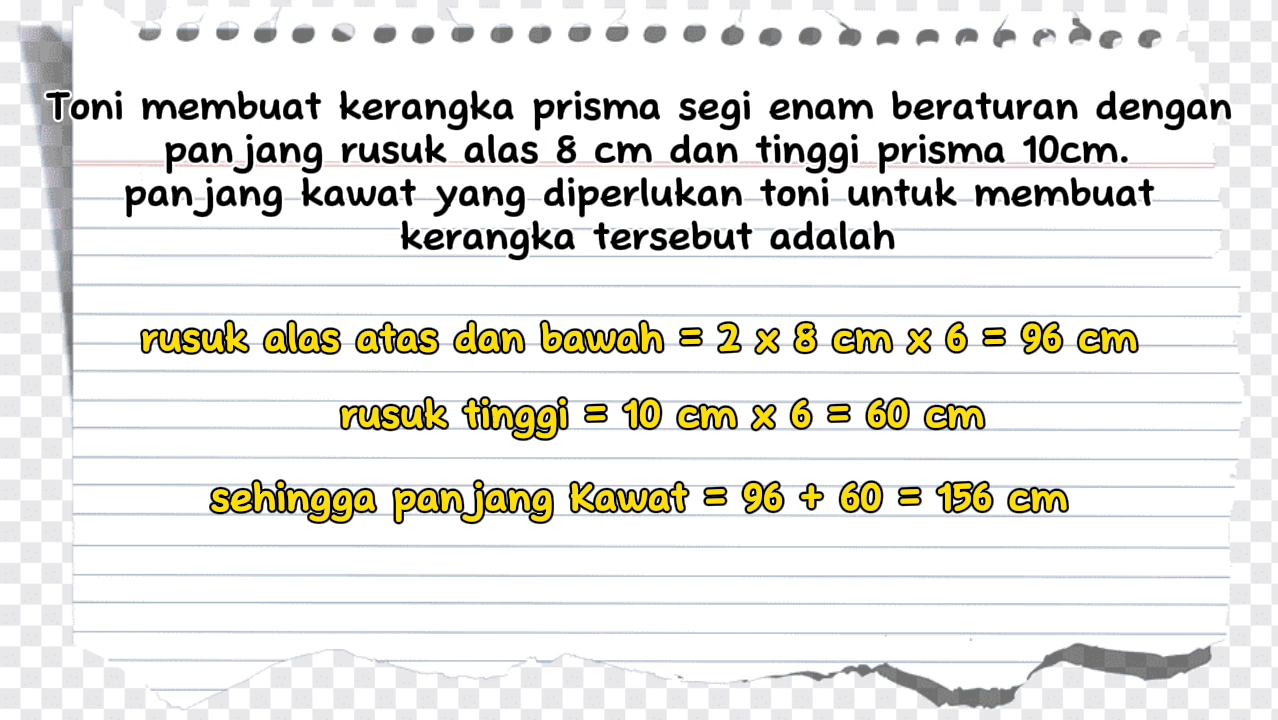 Toni membuat kerangka prisma segi enam beraturan dengan
panjang rusuk alas 8 cm dan tinggi prisma 10cm.
panjang kawat yang diperlukan toni untuk membuat
kerangka tersebut adalah
rusuk alas atas dan bawah = 2 x 8 cm x 6 = 96 cm
rusuk tinggi = 10 cm x 6 = 60 cm
sehingga panjang Kawat = 96 + 60 = 156 cm